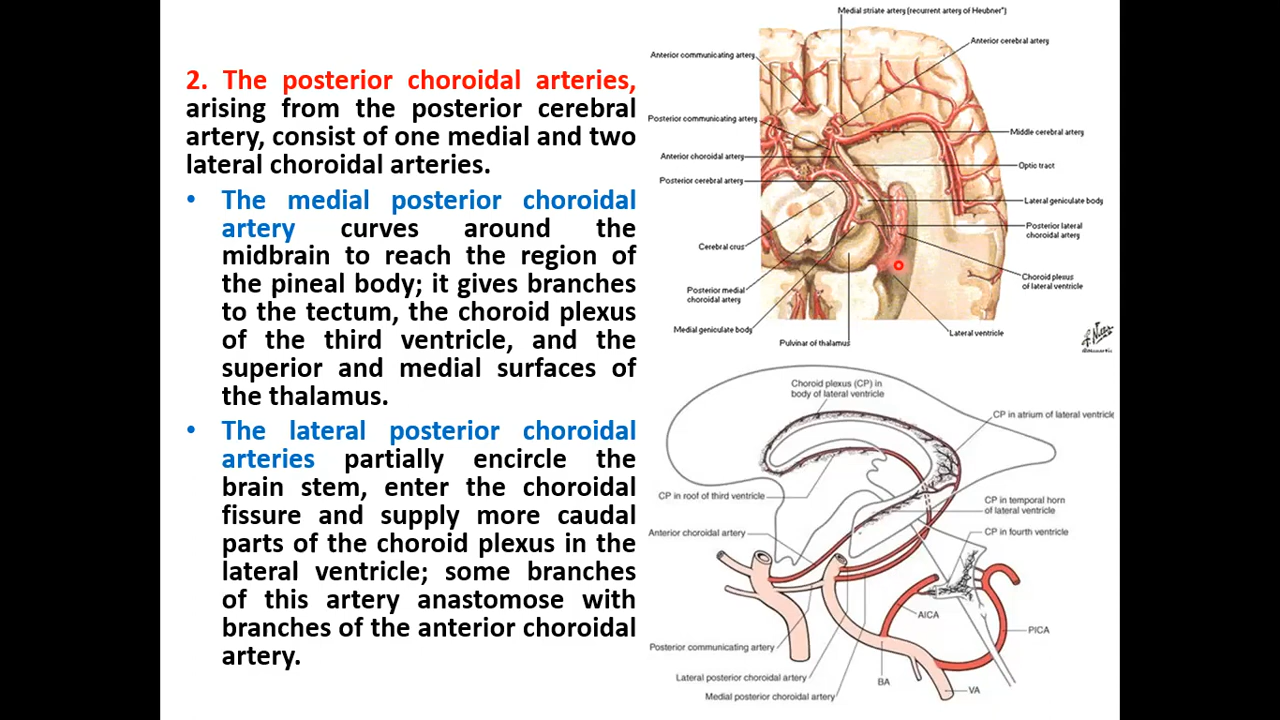 2. The posterior choroidal arteries,
arising from the posterior cerebral
artery, consist of one medial and two
lateral choroidal arteries.
• The medial posterior choroidal
artery curves around the
midbrain to reach the region of
the pineal body; it gives branches
to the tectum, the choroid plexus
of the third ventricle, and the
superior and medial surfaces of
the thalamus.
• The lateral posterior choroidal
arteries partially encircle the
brain stem, enter the choroidal
fissure and supply more caudal
parts of the choroid plexus in the
lateral ventricle; some branches
of this artery anastomose with
branches of the anterior choroidal
artery.
Medial striate artery (recurrent artery of Heubner")
Anterior cerebral artery
Anterior communicating artery
Posterior communicating artery
Middle cerebral artery
Anterior choroidal artery
Optic tract
Posterior cerebral artery
Lateral geniculate body
Posterior lateral
choroidal artery
Cerebral crus
Choroid plexus
of lateral ventricle
Posterior medial
choroidal artery
Medial geniculate body
Lateral ventricle
Pulvinar of thalamus
Choroid plexus (CP) in
body of lateral ventricle
CP in atrium of lateral ventricle
CP in roof of third ventricle
CP in temporal horn
of lateral ventricle
Anterior choroidal artery
CP in fourth ventricle
AICA
PICA
Posterior communicating artery
Lateral posterior choroidal artery
BA
Medial posterior choroidal artery
VA